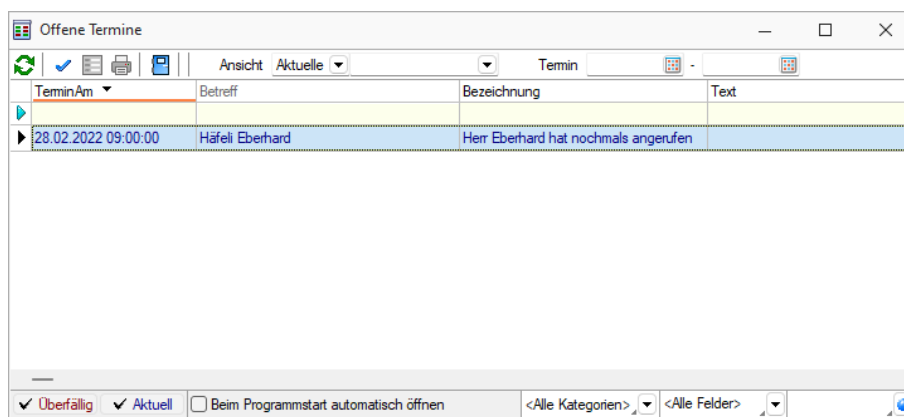 Offene Termine
Ansicht Aktuelle Termin -
TerminAm Betreff Bezeichnung Text
28.02.2022 09:00:00 Häfeli Eberhard Herr Eberhard hat nochmals angerufen
Überfällig Aktuell Beim Programmstart automatisch öffnen <Alle Kategorien> <Alle Felder>